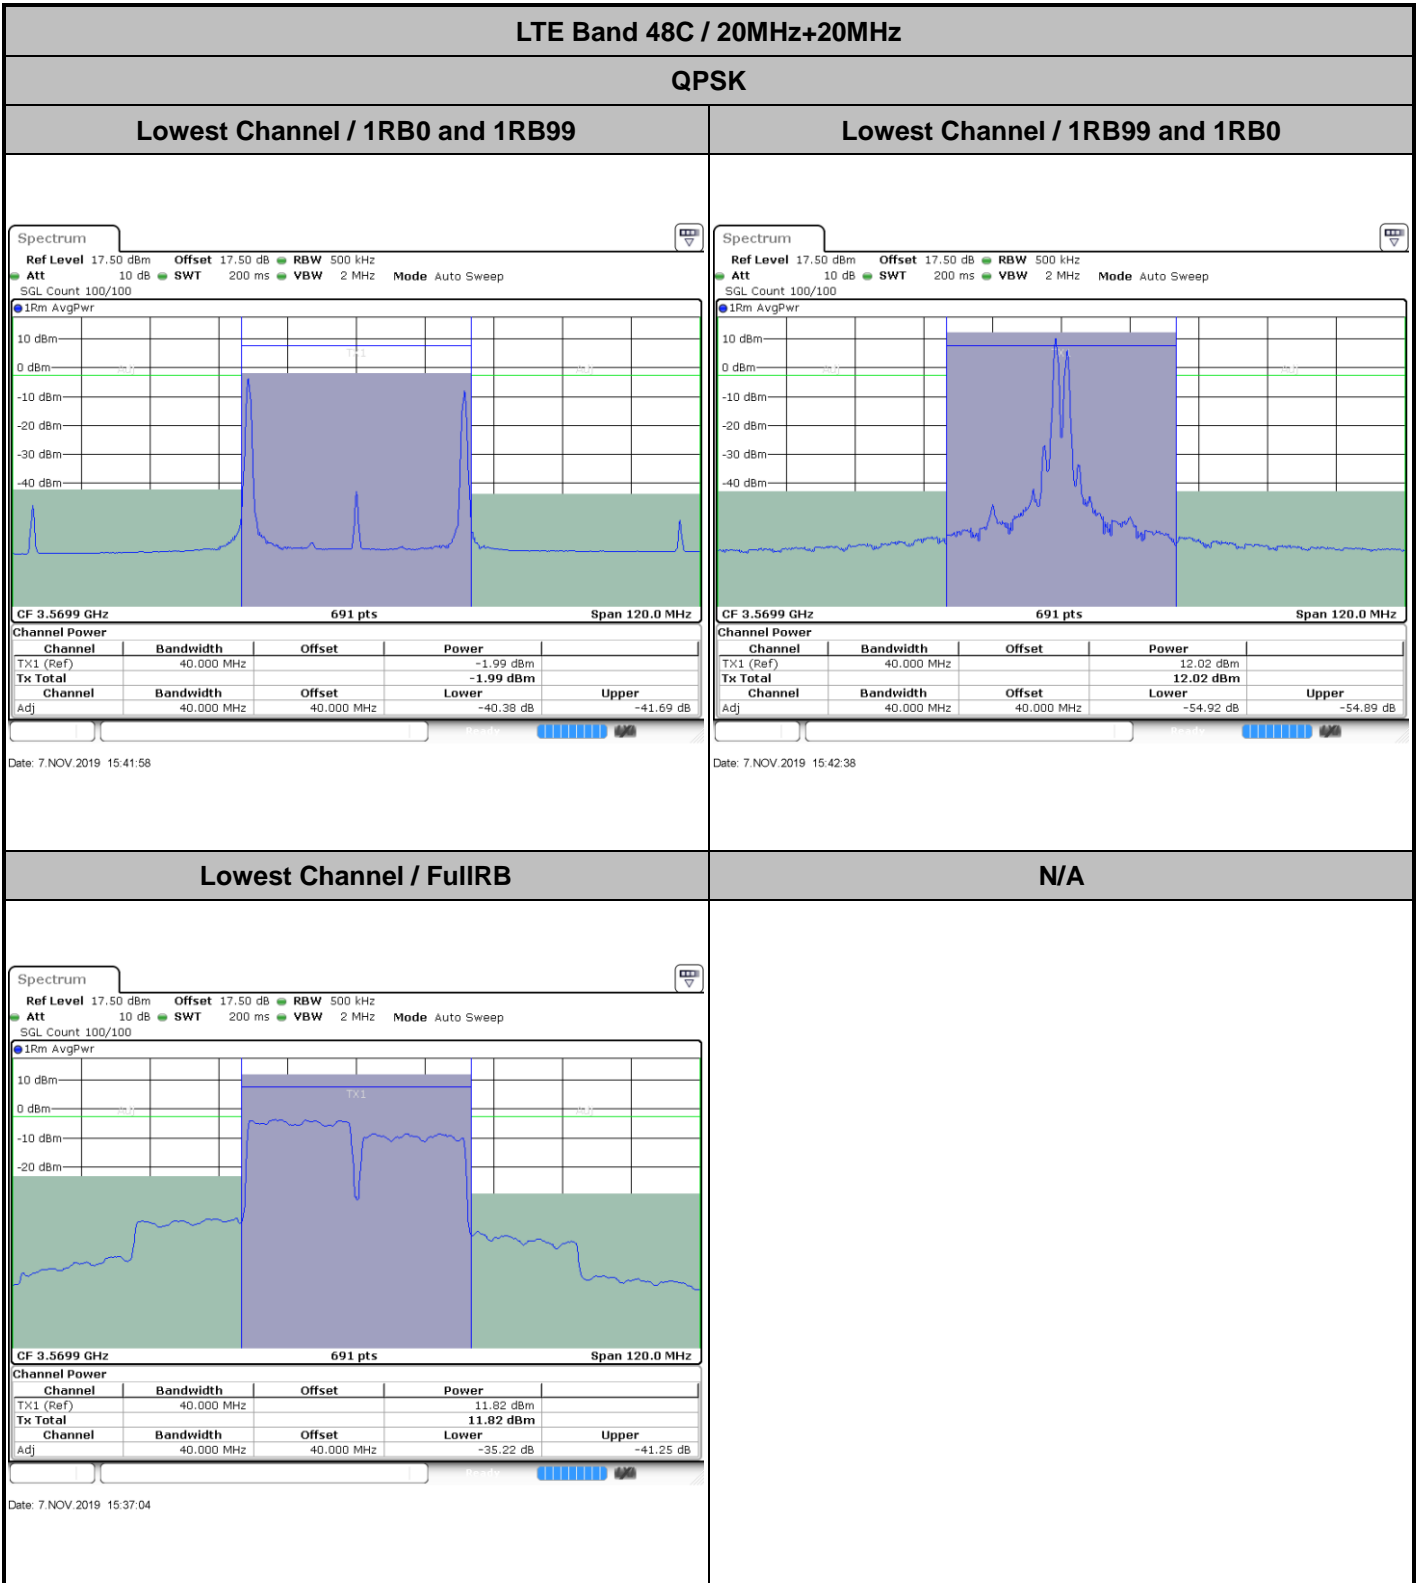 LTE Band 48C / 20MHz+20MHz
QPSK
Lowest Channel / 1RB0 and 1RB99
Lowest Channel / 1RB99 and 1RB0
Spectrum
Ref Level 17.50 dBm Offset 17.50 dB RBW 500 kHz
Att 10 dB SWT 200 ms VBW 2 MHz Mode Auto Sweep
SGL Count 100/100
1Rm AvgPwr
10 dBm
0 dBm
-10 dBm
-20 dBm
-30 dBm
-40 dBm
Adj
TX1
Adj
CF 3.5699 GHz 691 pts Span 120.0 MHz
Channel Power
Channel Bandwidth Offset Power
TX1 (Ref) 40.000 MHz -1.99 dBm
Tx Total -1.99 dBm
Channel Bandwidth Offset Lower Upper
Adj 40.000 MHz 40.000 MHz -40.38 dB -41.69 dB
Ready
Date: 7.NOV.2019 15:41:58
Spectrum
Ref Level 17.50 dBm Offset 17.50 dB RBW 500 kHz
Att 10 dB SWT 200 ms VBW 2 MHz Mode Auto Sweep
SGL Count 100/100
1Rm AvgPwr
10 dBm
0 dBm
-10 dBm
-20 dBm
-30 dBm
-40 dBm
Adj
Adj
CF 3.5699 GHz 691 pts Span 120.0 MHz
Channel Power
Channel Bandwidth Offset Power
TX1 (Ref) 40.000 MHz 12.02 dBm
Tx Total 12.02 dBm
Channel Bandwidth Offset Lower Upper
Adj 40.000 MHz 40.000 MHz -54.92 dB -54.89 dB
Ready
Date: 7.NOV.2019 15:42:38
Lowest Channel / FullRB
N/A
Spectrum
Ref Level 17.50 dBm Offset 17.50 dB RBW 500 kHz
Att 10 dB SWT 200 ms VBW 2 MHz Mode Auto Sweep
SGL Count 100/100
1Rm AvgPwr
10 dBm
0 dBm
-10 dBm
-20 dBm
Adj
TX1
Adj
CF 3.5699 GHz 691 pts Span 120.0 MHz
Channel Power
Channel Bandwidth Offset Power
TX1 (Ref) 40.000 MHz 11.82 dBm
Tx Total 11.82 dBm
Channel Bandwidth Offset Lower Upper
Adj 40.000 MHz 40.000 MHz -35.22 dB -41.25 dB
Ready
Date: 7.NOV.2019 15:37:04